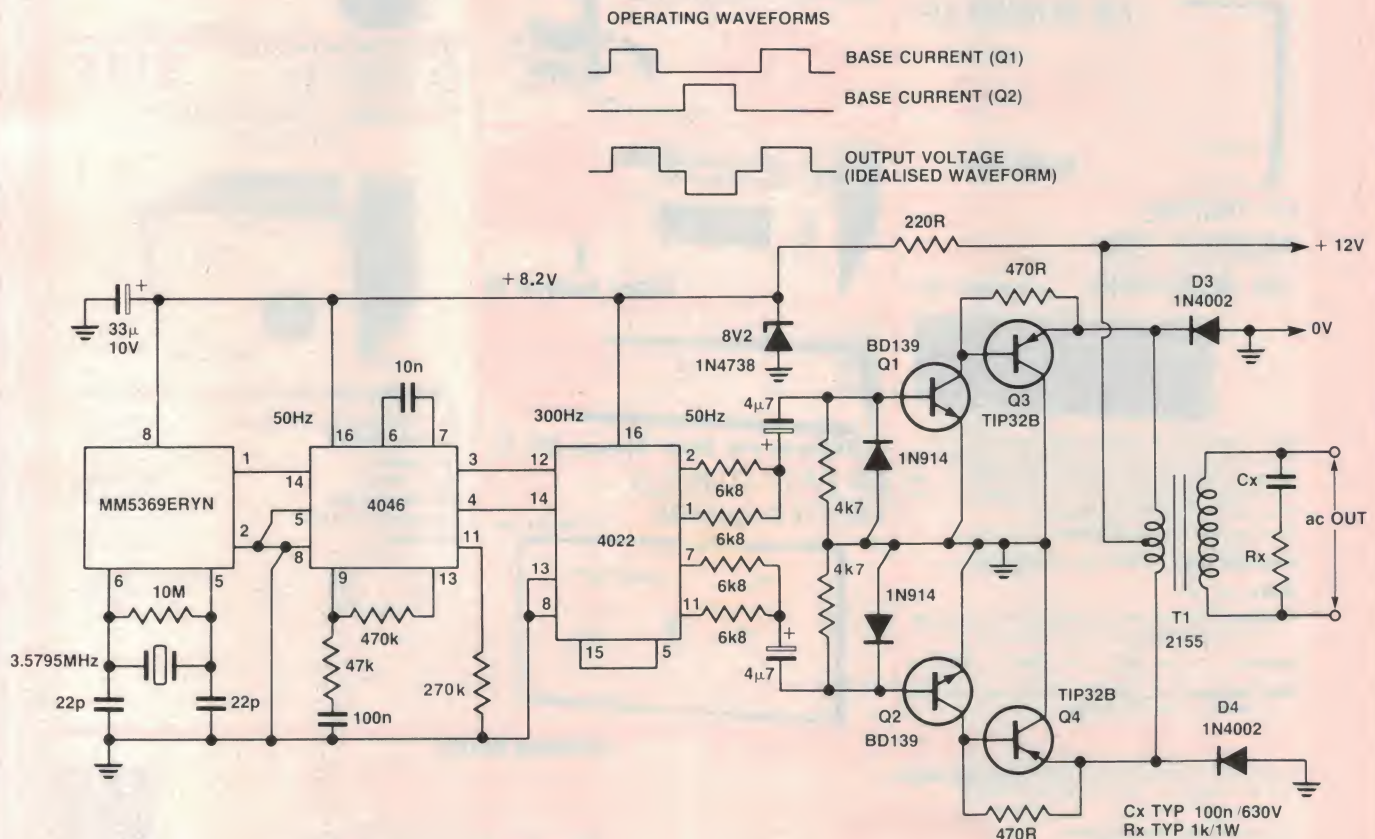 OPERATING WAVEFORMS
BASE CURRENT (Q1)
BASE CURRENT (Q2)
OUTPUT VOLTAGE
(IDEALISED WAVEFORM)
220R
+ 12V
470R
D3
1N4002
0V
+ 8.2V
+
33μ
10V
8V2
1N4738
BD139
Q1
Q3
TIP32B
10n
4μ7
+
50Hz
300Hz
50Hz
8
16
6
7
16
1N914
MM5369ERYN
1
14
4046
3
12
4022
2
6k8
1
6k8
4k7
Cx
ac OUT
2
5
8
4
14
11
7
6k8
4k7
Rx
6
5
9
13
13
8
11
6k8
1N914
T1
2155
10M
470k
15
5
+
4μ7
3.5795MHz
47k
270k
TIP32B
Q4
D4
1N4002
22p
22p
100n
Q2
BD139
470R
Cx TYP 100n/630V
Rx TYP 1k/1W